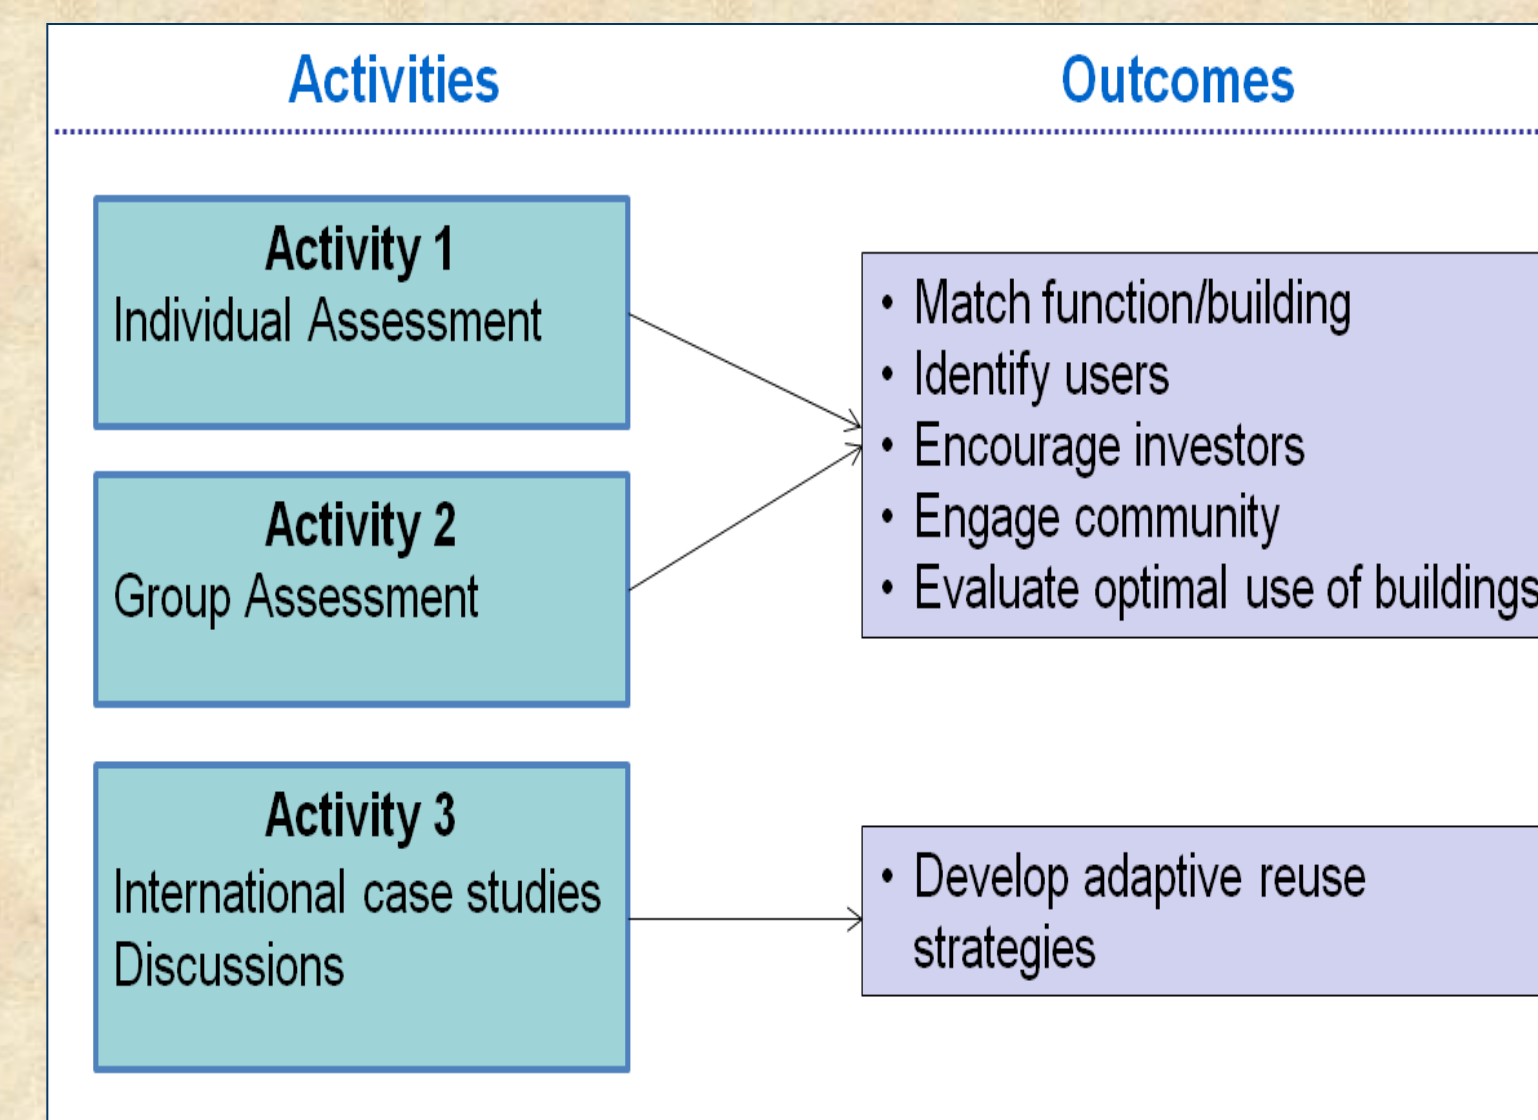 Activities
Outcomes
Activity 1
Individual Assessment
Activity 2
Group Assessment
Activity 3
International case studies
Discussions
• Match function/building
• Identify users
• Encourage investors
• Engage community
• Evaluate optimal use of buildings
• Develop adaptive reuse
strategies